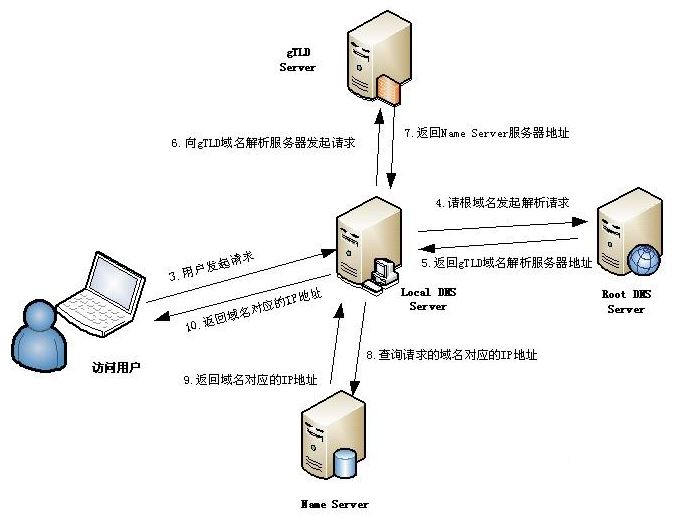 gTLD
Server
6.向gTLD域名解析服务器发起请求
7.返回Name Server服务器地址
4.请根域名发起解析请求
3.用户发起请求
5.返回gTLD域名解析服务器地址
Local DNS
Server
Root DNS
Server
10.返回域名对应的IP地址
访问用户
8.查询请求的域名对应的IP地址
9.返回域名对应的IP地址
Name Server